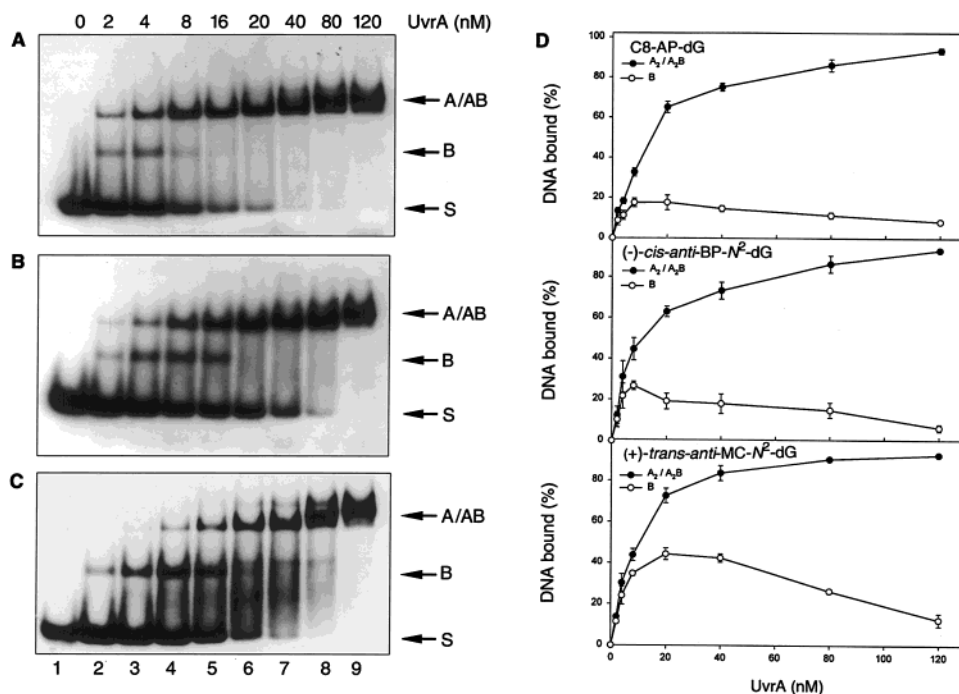 0 2 4 8 16 20 40 80 120 UvrA (nM)
A
A/AB
B
S
B
A/AB
B
S
C
A/AB
B
S
1 2 3 4 5 6 7 8 9
D
C8-AP-dG
A₂ / A₂B
B
DNA bound (%)
100
80
60
40
20
0
(-)-cis-anti-BP-N²-dG
A₂ / A₂B
B
DNA bound (%)
80
60
40
20
0
(+)-trans-anti-MC-N²-dG
A₂ / A₂B
B
DNA bound (%)
80
60
40
20
0
0 20 40 60 80 100 120
UvrA (nM)